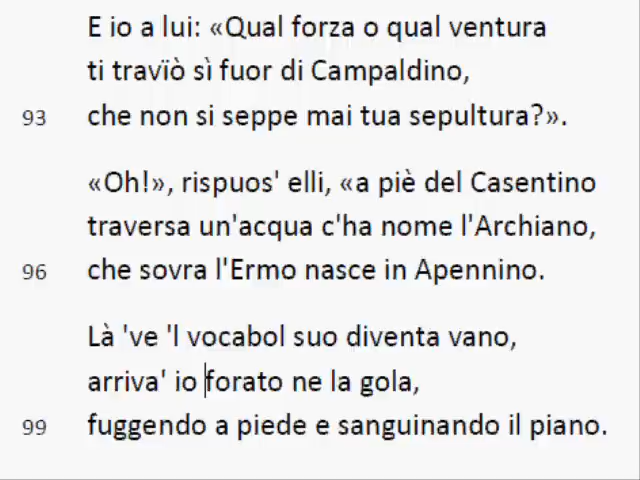 E io a lui: «Qual forza o qual ventura
ti travïò sì fuor di Campaldino,
93 che non si seppe mai tua sepultura?».
«Oh!», rispuos' elli, «a piè del Casentino
traversa un'acqua c'ha nome l'Archiano,
96 che sovra l'Ermo nasce in Apennino.
Là 've 'l vocabol suo diventa vano,
arriva' io forato ne la gola,
99 fuggendo a piede e sanguinando il piano.